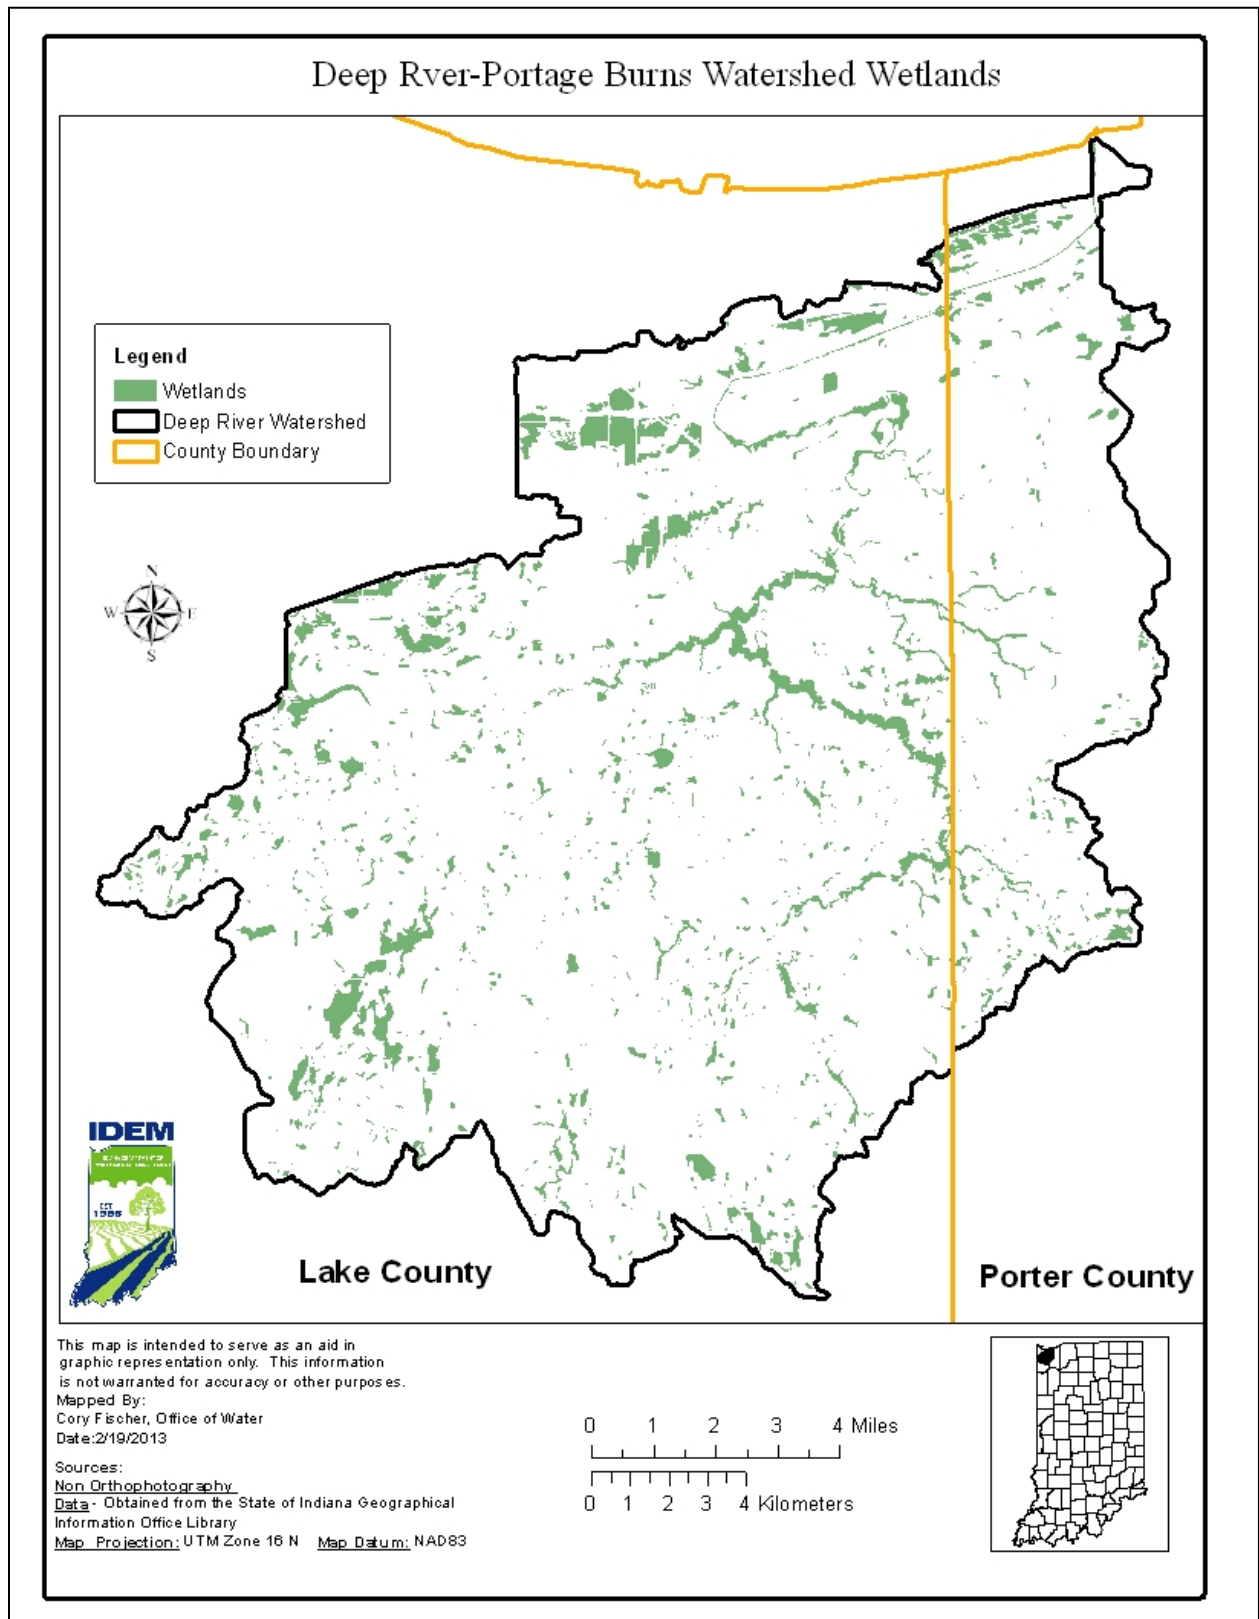 Deep Rver-Portage Burns Watershed Wetlands
Legend
Wetlands
Deep River Watershed
County Boundary
N
W E
S
IDEM
EST.
1986
Lake County
Porter County
This map is intended to serve as an aid in
graphic representation only. This information
is not warranted for accuracy or other purposes.
Mapped By:
Cory Fischer, Office of Water
Date:2/19/2013
Sources:
Non Orthophotography
Data - Obtained from the State of Indiana Geographical
Information Office Library
Map Projection: UTM Zone 16 N Map Datum: NAD83
0 1 2 3 4 Miles
0 1 2 3 4 Kilometers